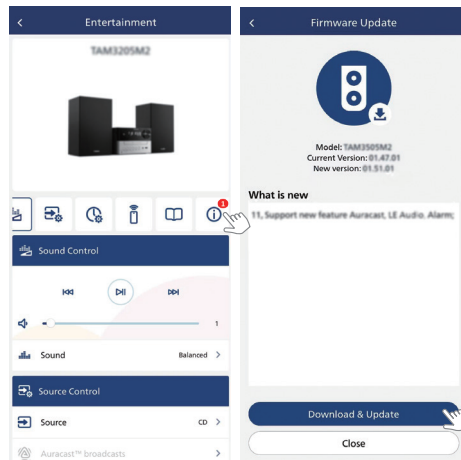 Entertainment
TAM3205M2
1
Sound Control
1
Sound
Balanced
Source Control
Source
CD
Auracast™ broadcasts
Firmware Update
Model: TAM3505M2
Current Version: 01.47.01
New version: 01.51.01
What is new
11, Support new feature Auracast, LE Audio. Alarm;
Download & Update
Close